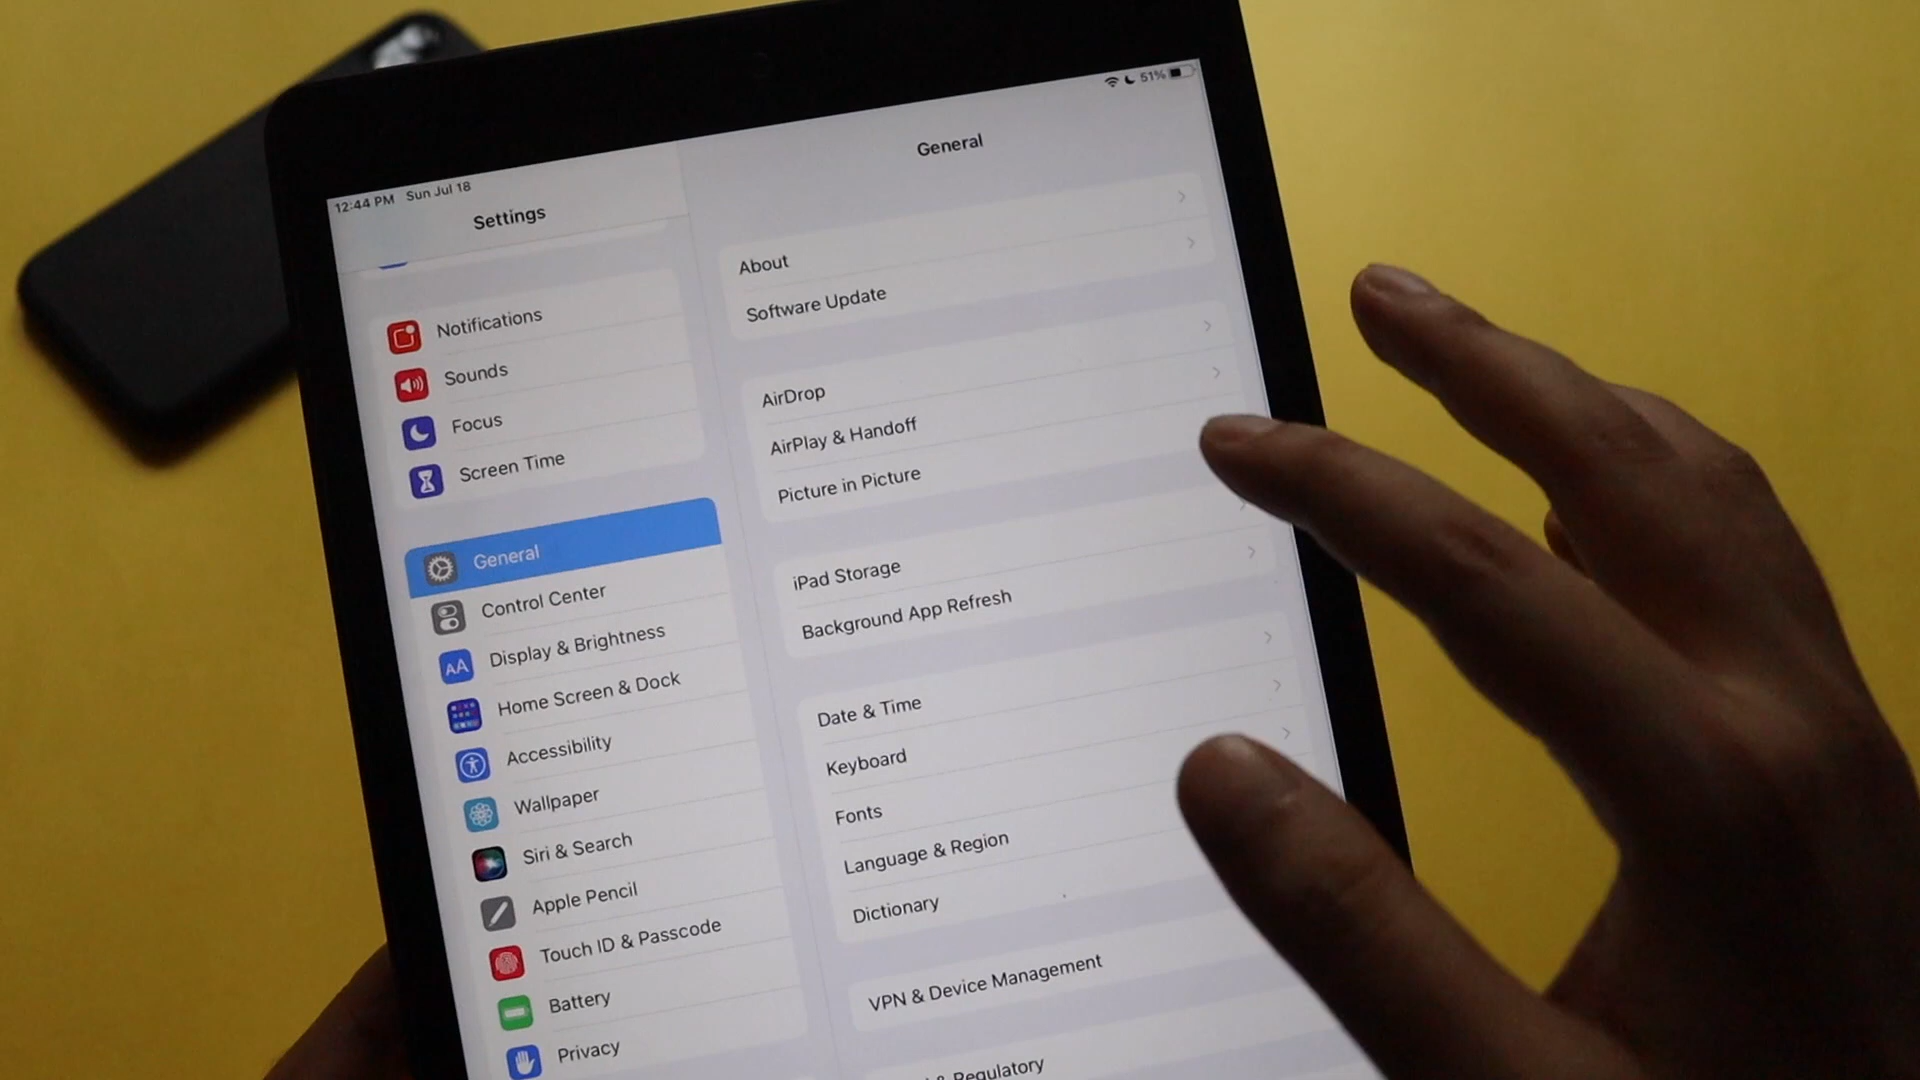 12:44 PM Sun Jul 18
51%
Settings
Notifications
Sounds
Focus
Screen Time
General
Control Center
AA Display & Brightness
Home Screen & Dock
Accessibility
Wallpaper
Siri & Search
Apple Pencil
Touch ID & Passcode
Battery
Privacy
General
About
Software Update
AirDrop
AirPlay & Handoff
Picture in Picture
iPad Storage
Background App Refresh
Date & Time
Keyboard
Fonts
Language & Region
Dictionary
VPN & Device Management
& Regulatory